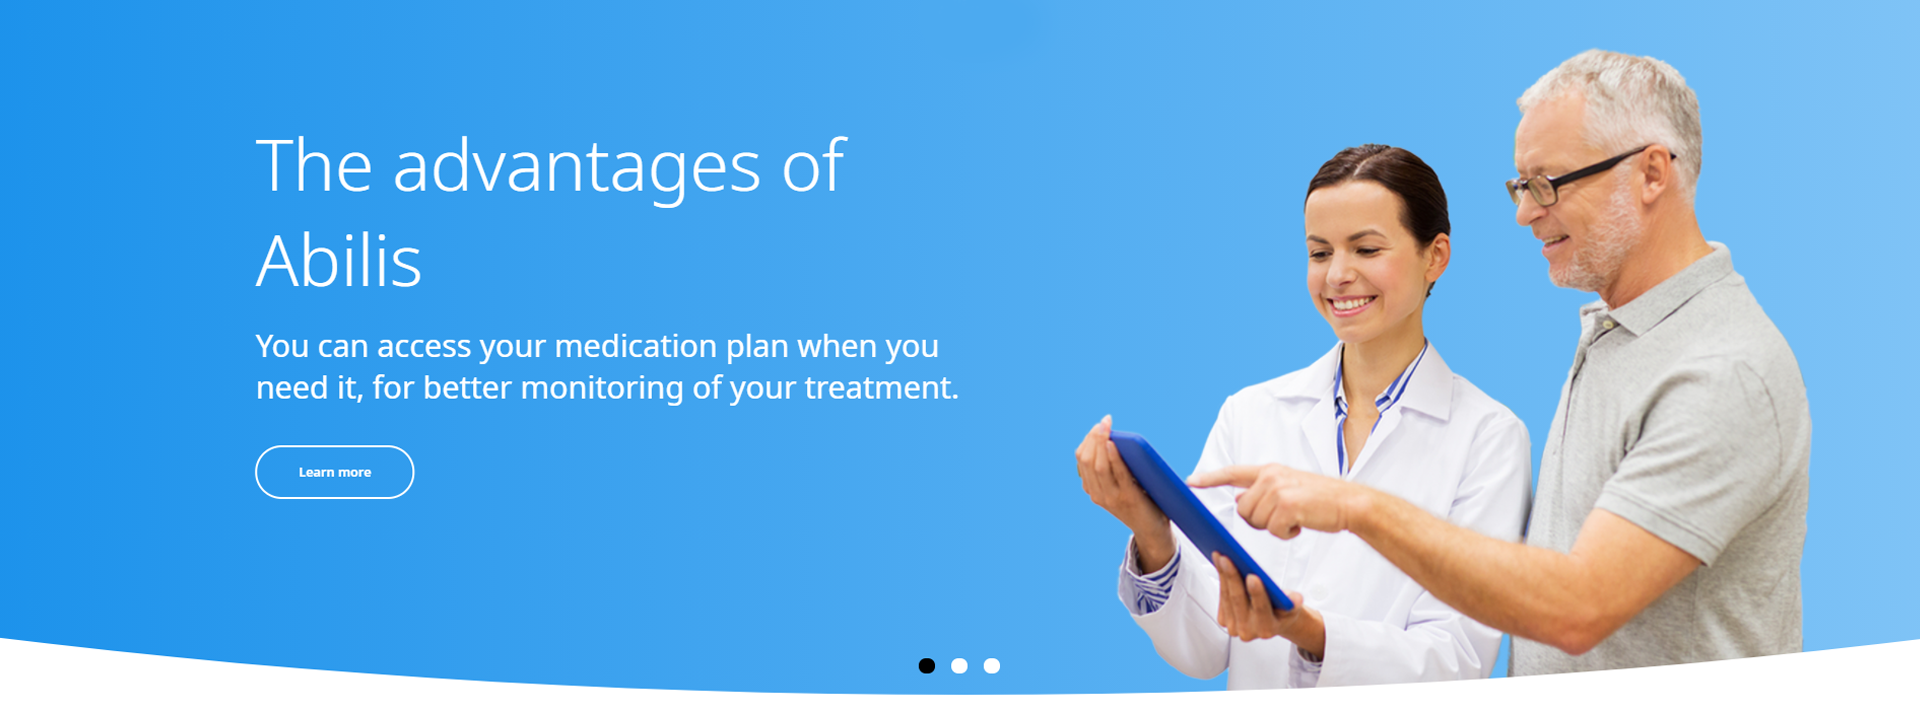 The advantages of
Abilis
You can access your medication plan when you
need it, for better monitoring of your treatment.
Learn more